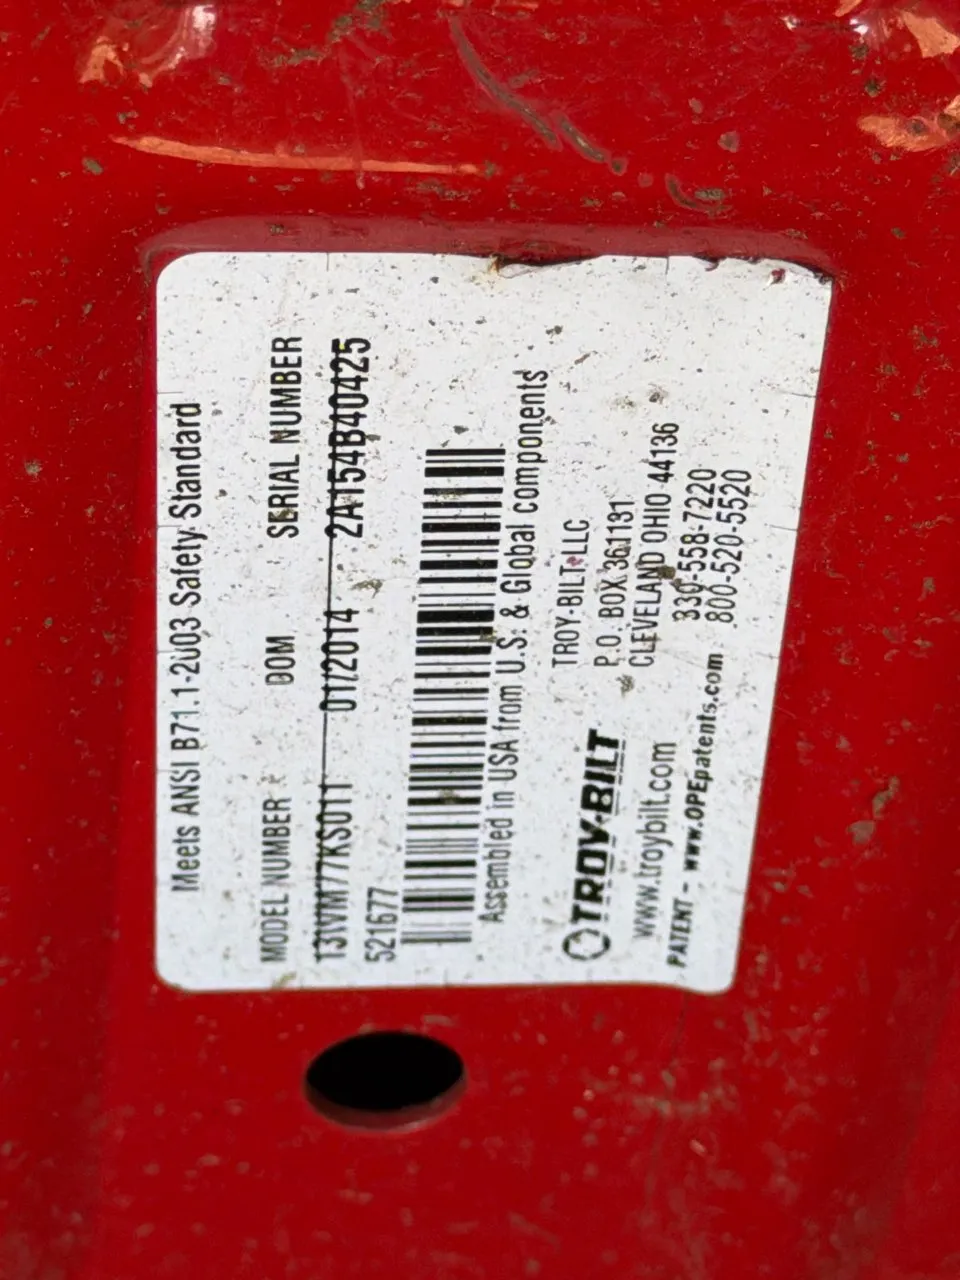 Meets ANSI B71.1-2003 Safety Standard
MODEL NUMBER DOM SERIAL NUMBER
13WM77KS011 01/2014 2A154B40425
521677
Assembled in USA from U.S. & Global components
TROY-BILT LLC
P.O. BOX 361131
CLEVELAND OHIO 44136
330-558-7220
800-520-5520
TROY-BILT
www.troybilt.com
PATENT - www.OPEpatents.com